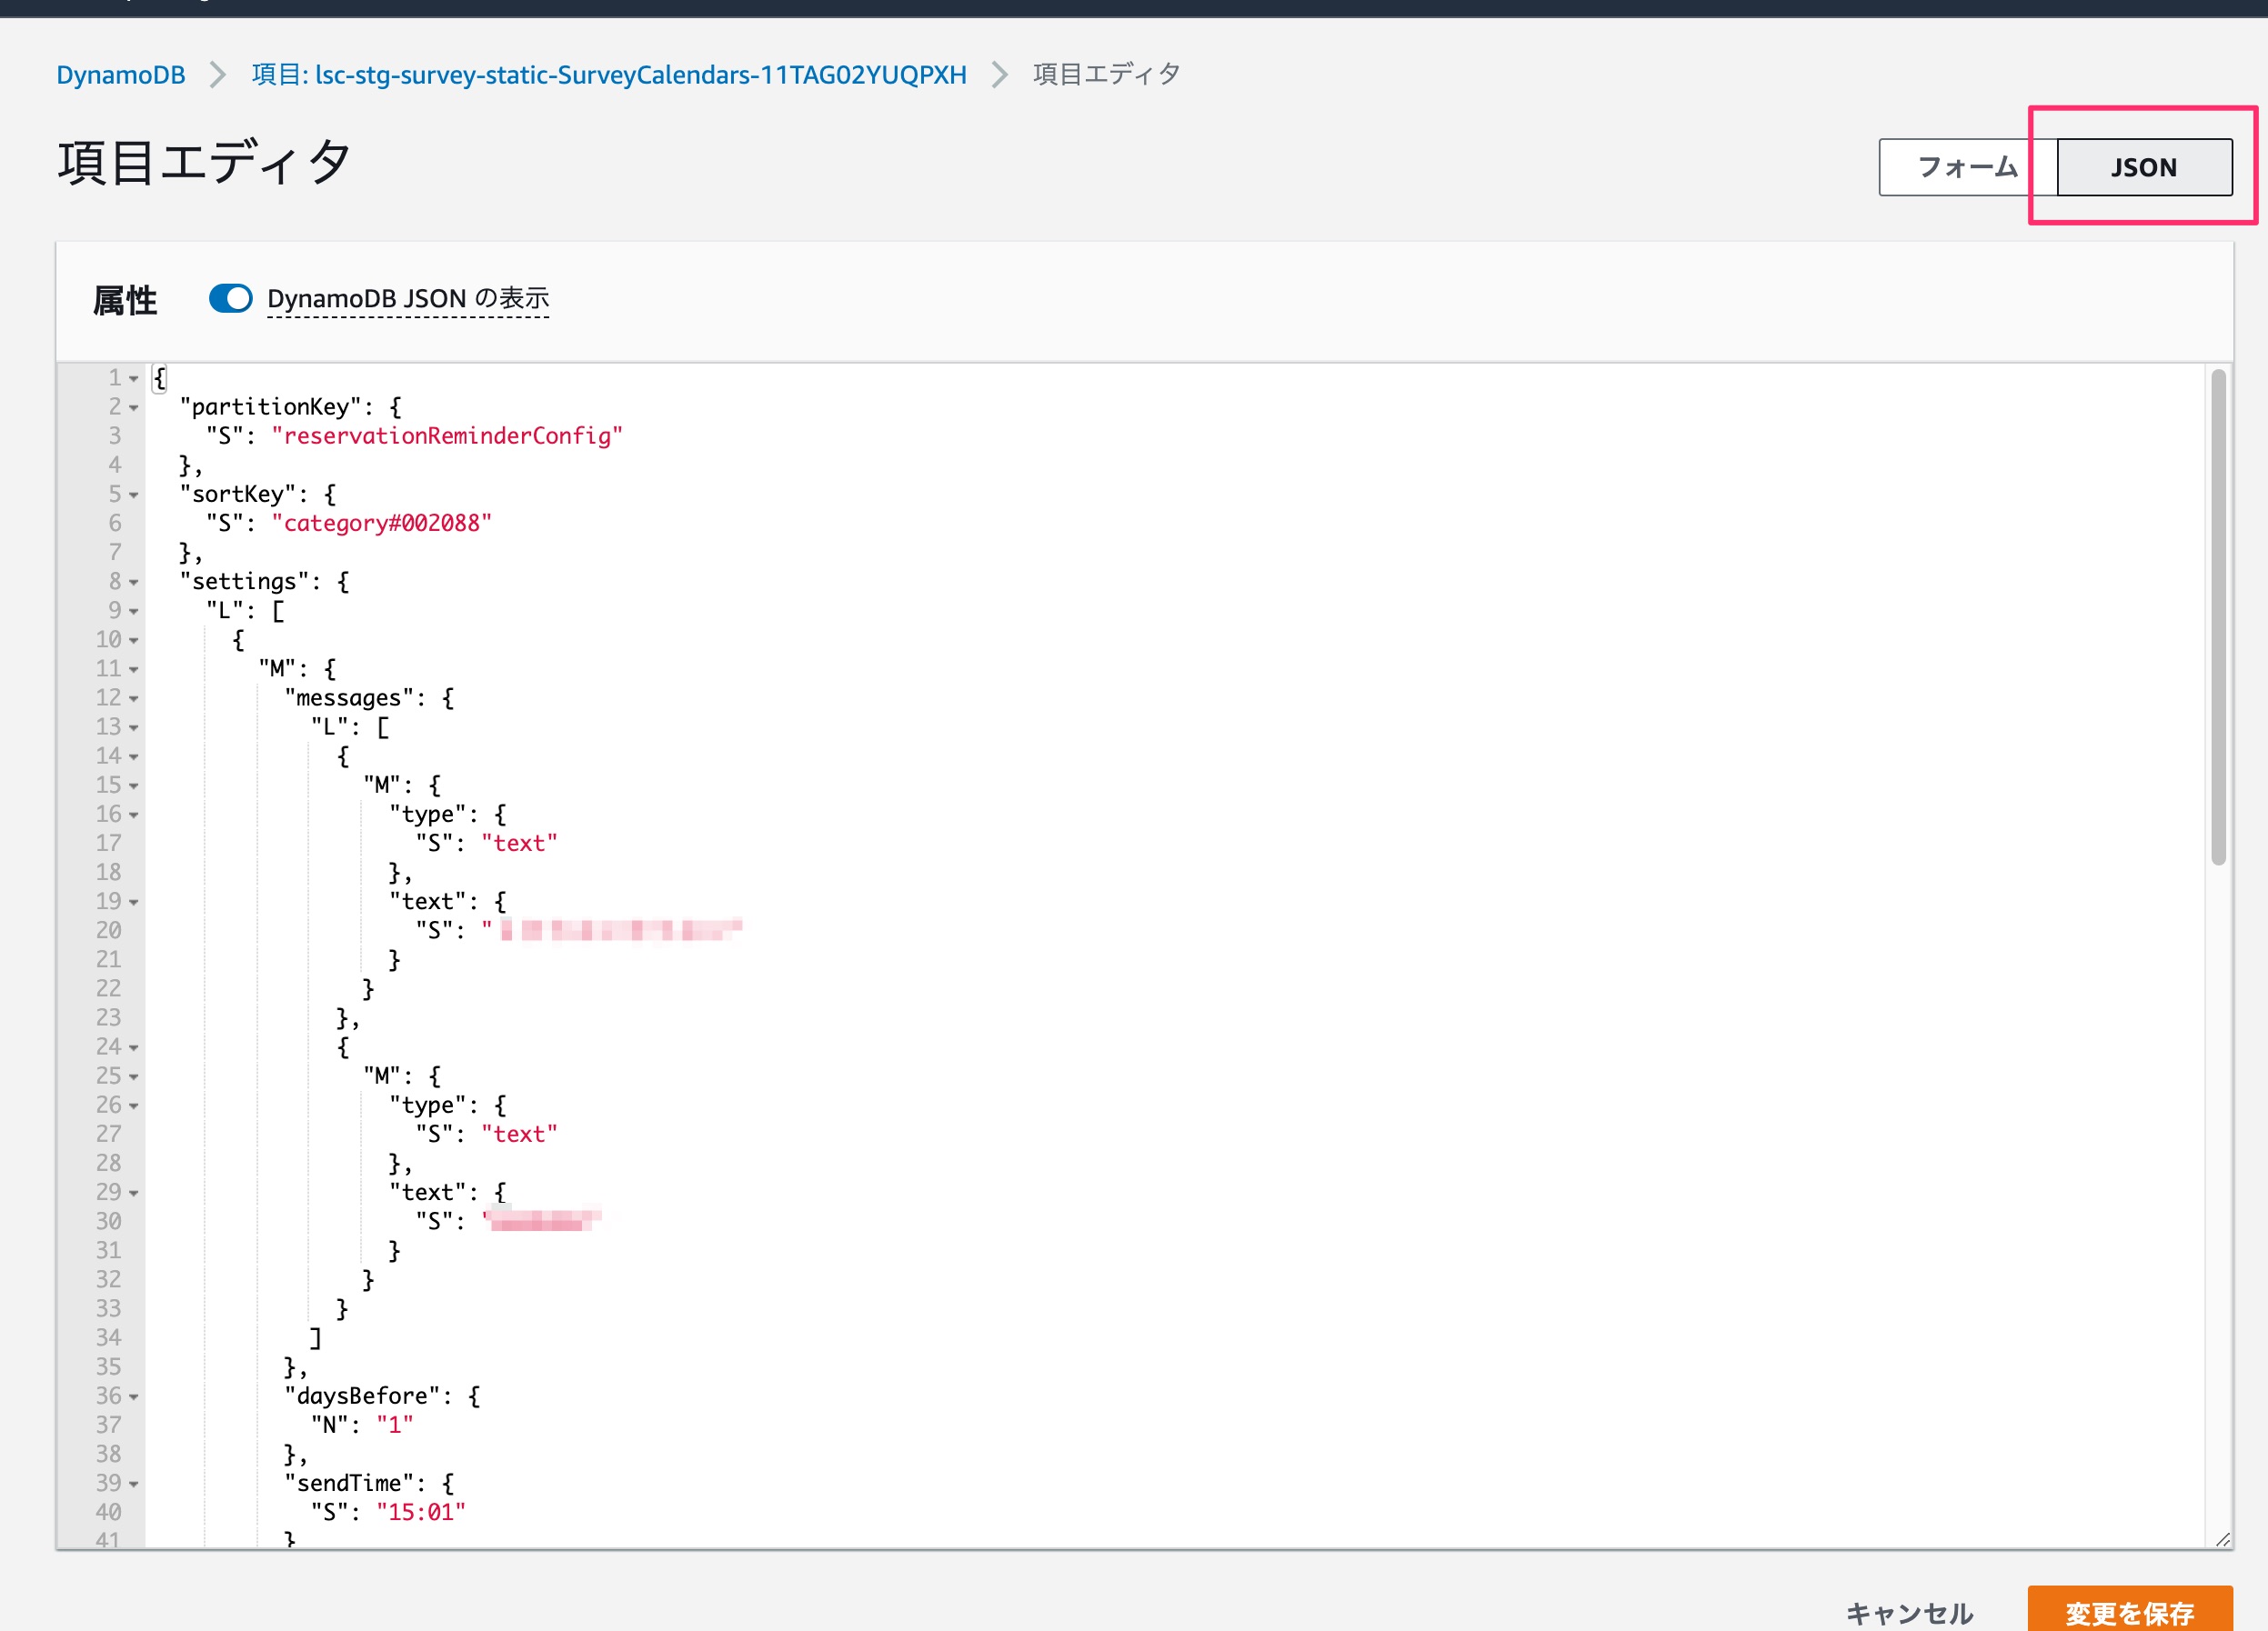 DynamoDB > 項目: lsc-stg-survey-static-SurveyCalendars-11TAG02YUQPXH > 項目エディタ
項目エディタ
フォーム JSON
属性 DynamoDB JSON の表示
1 {
2 "partitionKey": {
3 "S": "reservationReminderConfig"
4 },
5 "sortKey": {
6 "S": "category#002088"
7 },
8 "settings": {
9 "L": [
10 {
11 "M": {
12 "messages": {
13 "L": [
14 {
15 "M": {
16 "type": {
17 "S": "text"
18 },
19 "text": {
20 "S": "
21 }
22 }
23 },
24 {
25 "M": {
26 "type": {
27 "S": "text"
28 },
29 "text": {
30 "S":
31 }
32 }
33 }
34 ]
35 },
36 "daysBefore": {
37 "N": "1"
38 },
39 "sendTime": {
40 "S": "15:01"
41 }
キャンセル 変更を保存